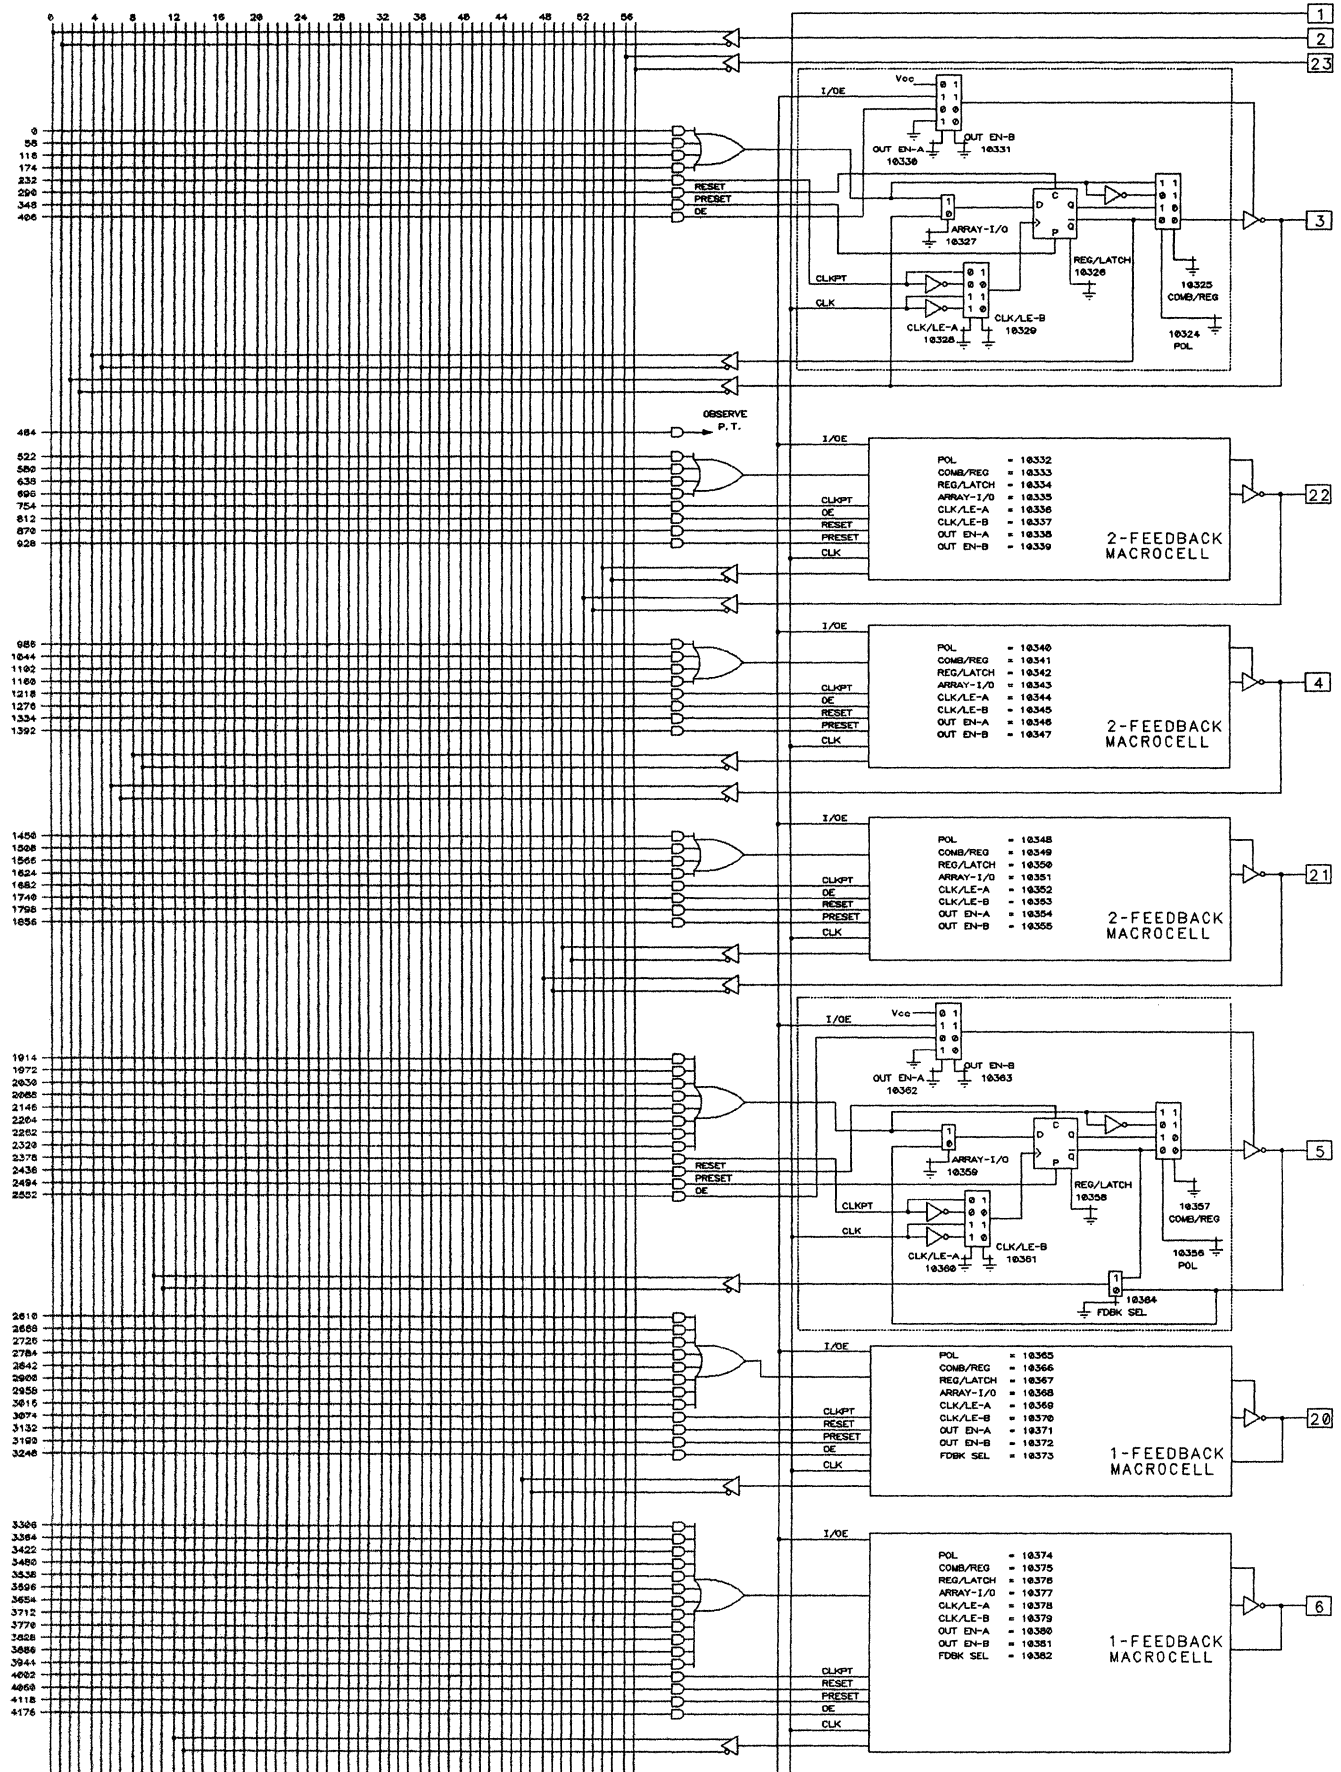 0 4 8 12 16 20 24 28 32 36 40 44 48 52 56
1
2
23
Vcc
0 1
1 1
0 0
1 0
I/OE
OUT EN-A
10330
OUT EN-B
10331
0
58
116
174
232
290
348
406
RESET
PRESET
OE
1
0
ARRAY-I/O
10327
C
D Q
P Q
REG/LATCH
10326
1 1
0 1
1 0
0 0
10325
COMB/REG
10324
POL
3
CLKPT
CLK
0 1
0 0
1 1
1 0
CLK/LE-A
10328
CLK/LE-B
10329
OBSERVE
P.T.
464
522
580
638
696
754
812
870
928
I/OE
CLKPT
OE
RESET
PRESET
CLK
POL = 10332
COMB/REG = 10333
REG/LATCH = 10334
ARRAY-I/O = 10335
CLK/LE-A = 10336
CLK/LE-B = 10337
OUT EN-A = 10338
OUT EN-B = 10339
2-FEEDBACK
MACROCELL
22
986
1044
1102
1160
1218
1276
1334
1392
I/OE
CLKPT
OE
RESET
PRESET
CLK
POL = 10340
COMB/REG = 10341
REG/LATCH = 10342
ARRAY-I/O = 10343
CLK/LE-A = 10344
CLK/LE-B = 10345
OUT EN-A = 10346
OUT EN-B = 10347
2-FEEDBACK
MACROCELL
4
1450
1508
1566
1624
1682
1740
1798
1856
I/OE
CLKPT
OE
RESET
PRESET
CLK
POL = 10348
COMB/REG = 10349
REG/LATCH = 10350
ARRAY-I/O = 10351
CLK/LE-A = 10352
CLK/LE-B = 10353
OUT EN-A = 10354
OUT EN-B = 10355
2-FEEDBACK
MACROCELL
21
Vcc
0 1
1 1
0 0
1 0
I/OE
OUT EN-A
10362
OUT EN-B
10363
1914
1972
2030
2088
2146
2204
2262
2320
2378
2436
2494
2552
RESET
PRESET
OE
1
0
ARRAY-I/O
10359
C
D Q
P Q
REG/LATCH
10358
1 1
0 1
1 0
0 0
10357
COMB/REG
10356
POL
5
CLKPT
CLK
0 1
0 0
1 1
1 0
CLK/LE-A
10360
CLK/LE-B
10361
1
0
10364
FDBK SEL
2610
2668
2726
2784
2842
2900
2958
3016
3074
3132
3190
3248
I/OE
CLKPT
RESET
PRESET
OE
CLK
POL = 10365
COMB/REG = 10366
REG/LATCH = 10367
ARRAY-I/O = 10368
CLK/LE-A = 10369
CLK/LE-B = 10370
OUT EN-A = 10371
OUT EN-B = 10372
FDBK SEL = 10373
1-FEEDBACK
MACROCELL
20
3306
3364
3422
3480
3538
3596
3654
3712
3770
3828
3886
3944
4002
4060
4118
4176
I/OE
CLKPT
RESET
PRESET
OE
CLK
POL = 10374
COMB/REG = 10375
REG/LATCH = 10376
ARRAY-I/O = 10377
CLK/LE-A = 10378
CLK/LE-B = 10379
OUT EN-A = 10380
OUT EN-B = 10381
FDBK SEL = 10382
1-FEEDBACK
MACROCELL
6